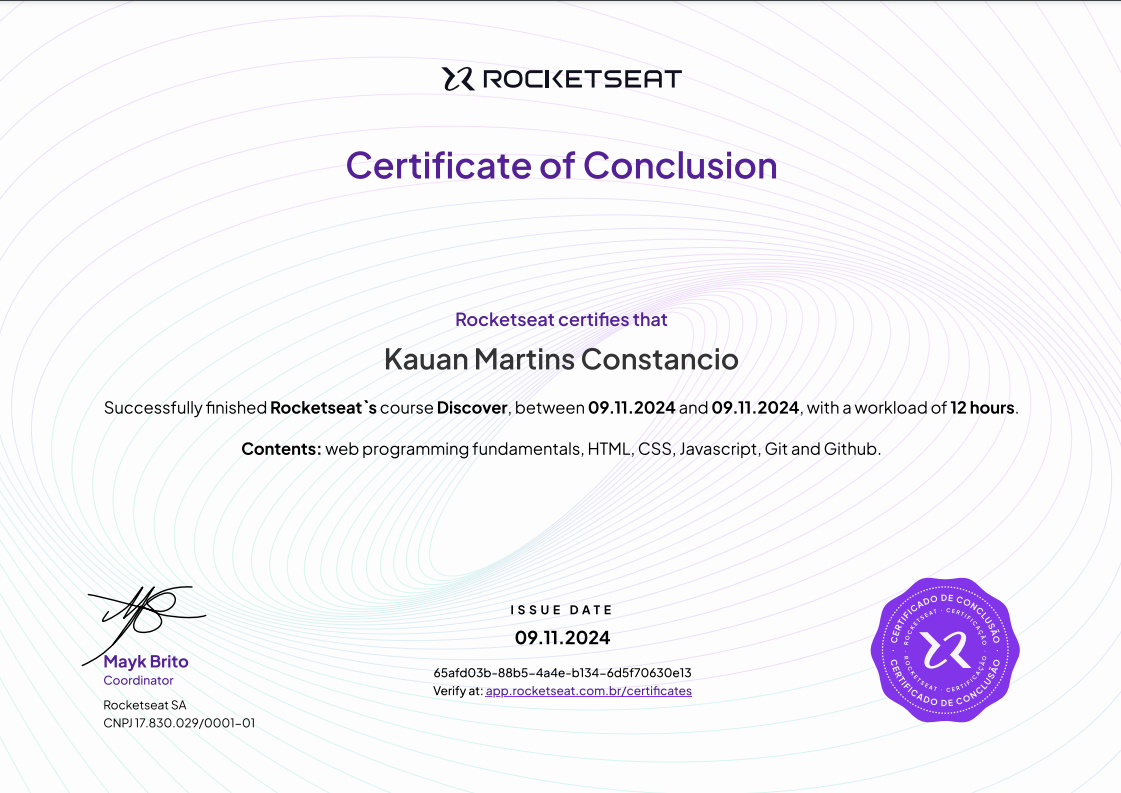 ROCKETSEAT
Certificate of Conclusion
Rocketseat certifies that
Kauan Martins Constancio
Successfully finished Rocketseat`s course Discover, between 09.11.2024 and 09.11.2024, with a workload of 12 hours.
Contents: web programming fundamentals, HTML, CSS, Javascript, Git and Github.
Mayk Brito
Coordinator
Rocketseat SA
CNPJ 17.830.029/0001-01
ISSUE DATE
09.11.2024
65afd03b-88b5-4a4e-b134-6d5f70630e13
Verify at: app.rocketseat.com.br/certificates
CERTIFICADO DE CONCLUSÃO
ROCKETSEAT · CERTIFICAÇÃO
ROCKETSEAT · CERTIFICAÇÃO
CERTIFICADO DE CONCLUSÃO